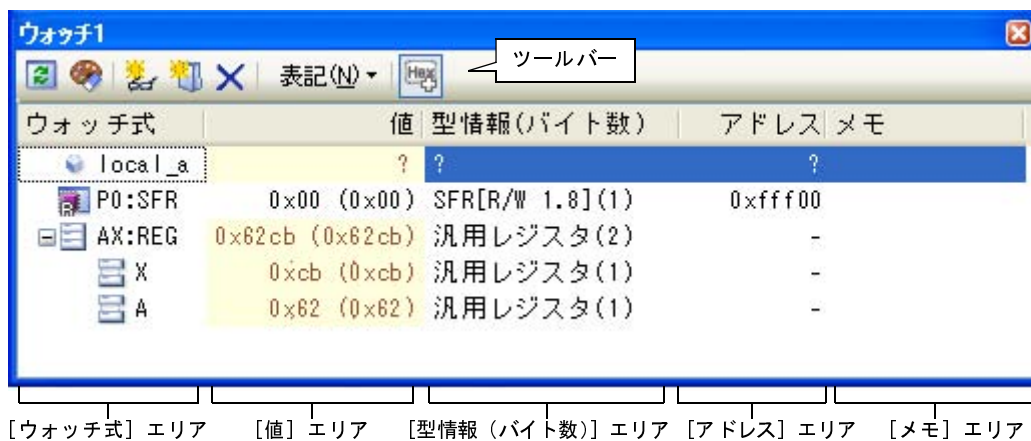 ウォッチ1
ツールバー
表記(N) Hex
ウォッチ式 値 型情報(バイト数) アドレス メモ
local_a ? ? ?
P0:SFR 0x00 (0x00) SFR[R/W 1.8](1) 0xfff00
AX:REG 0x62cb (0x62cb) 汎用レジスタ(2) -
X 0xcb (0xcb) 汎用レジスタ(1) -
A 0x62 (0x62) 汎用レジスタ(1) -
[ウォッチ式] エリア [値] エリア [型情報 (バイト数)] エリア [アドレス] エリア [メモ] エリア